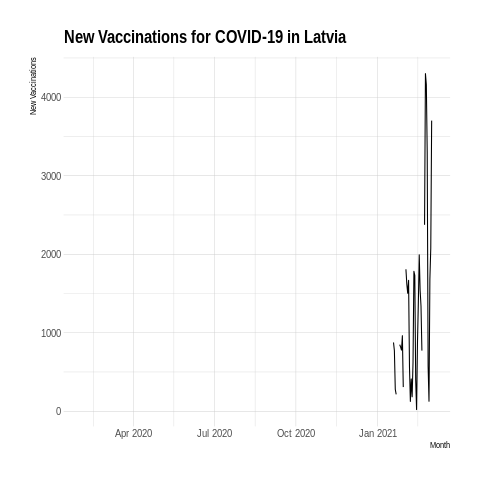 New Vaccinations for COVID-19 in Latvia
New Vaccinations
4000
3000
2000
1000
0
Apr 2020
Jul 2020
Oct 2020
Jan 2021
Month